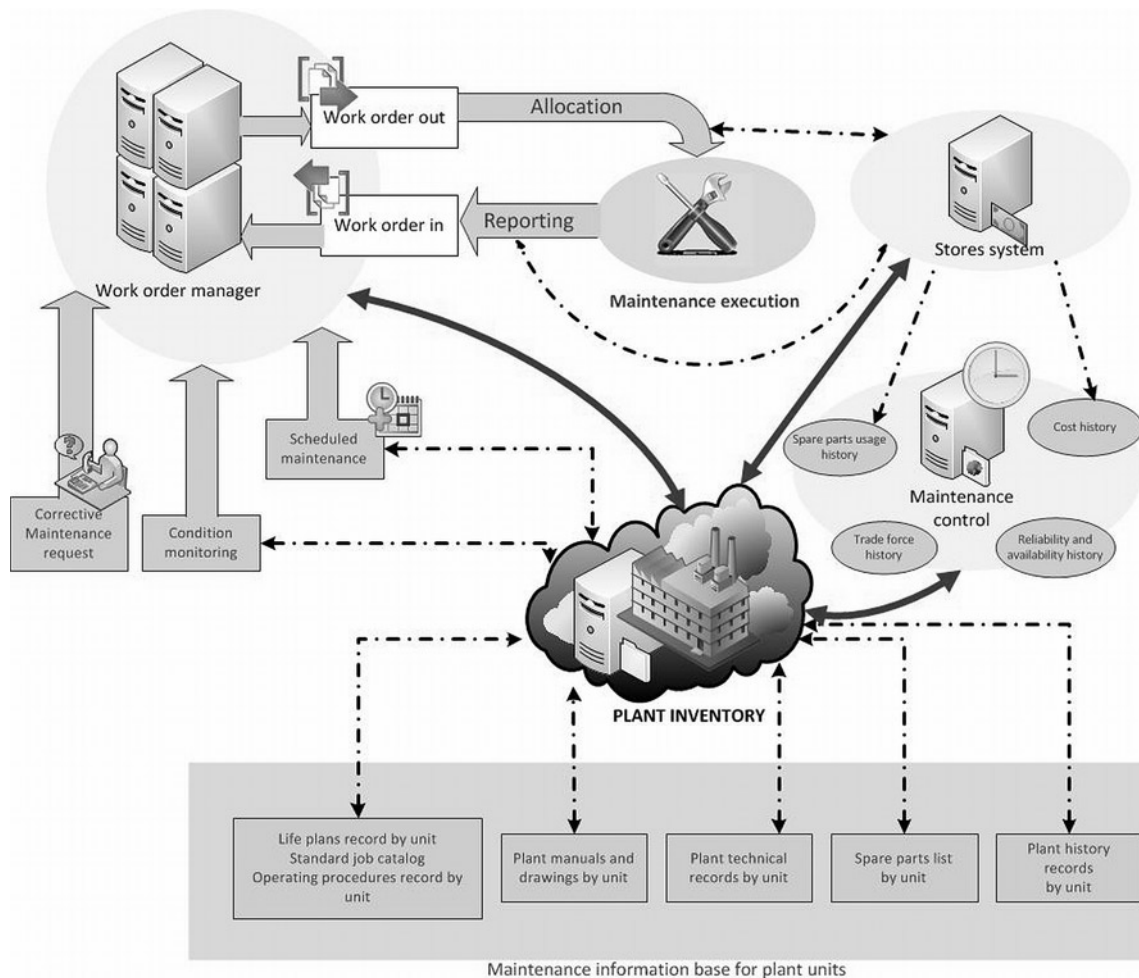 Work order out
Allocation
Work order in
Reporting
Work order manager
Maintenance execution
Stores system
Scheduled
maintenance
Spare parts usage
history
Cost history
Maintenance
control
Corrective
Maintenance
request
Condition
monitoring
Trade force
history
Reliability and
availability history
PLANT INVENTORY
Life plans record by unit
Standard job catalog
Operating procedures record by
unit
Plant manuals and
drawings by unit
Plant technical
records by unit
Spare parts list
by unit
Plant history
records
by unit
Maintenance information base for plant units